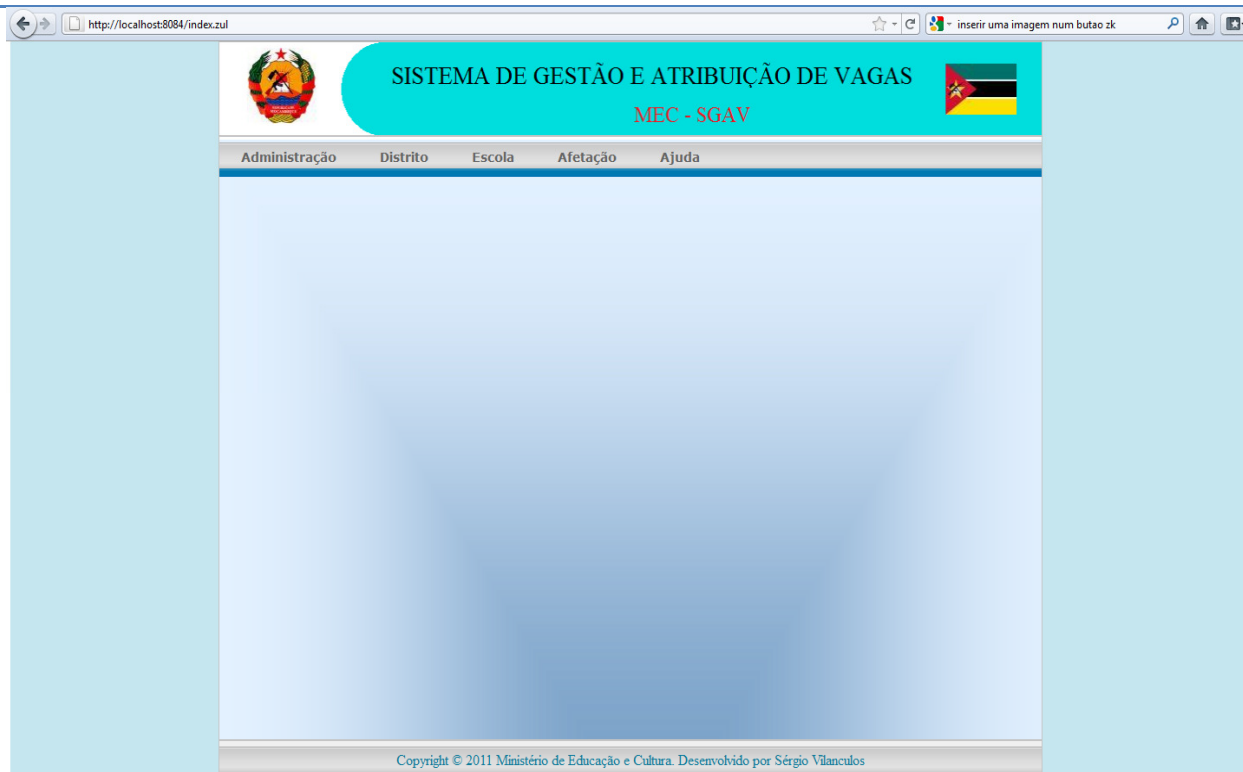 http://localhost:8084/index.zul
inserir uma imagem num butao zk
SISTEMA DE GESTÃO E ATRIBUIÇÃO DE VAGAS
MEC - SGAV
Administração Distrito Escola Afetação Ajuda
Copyright © 2011 Ministério de Educação e Cultura. Desenvolvido por Sérgio Vilanculos